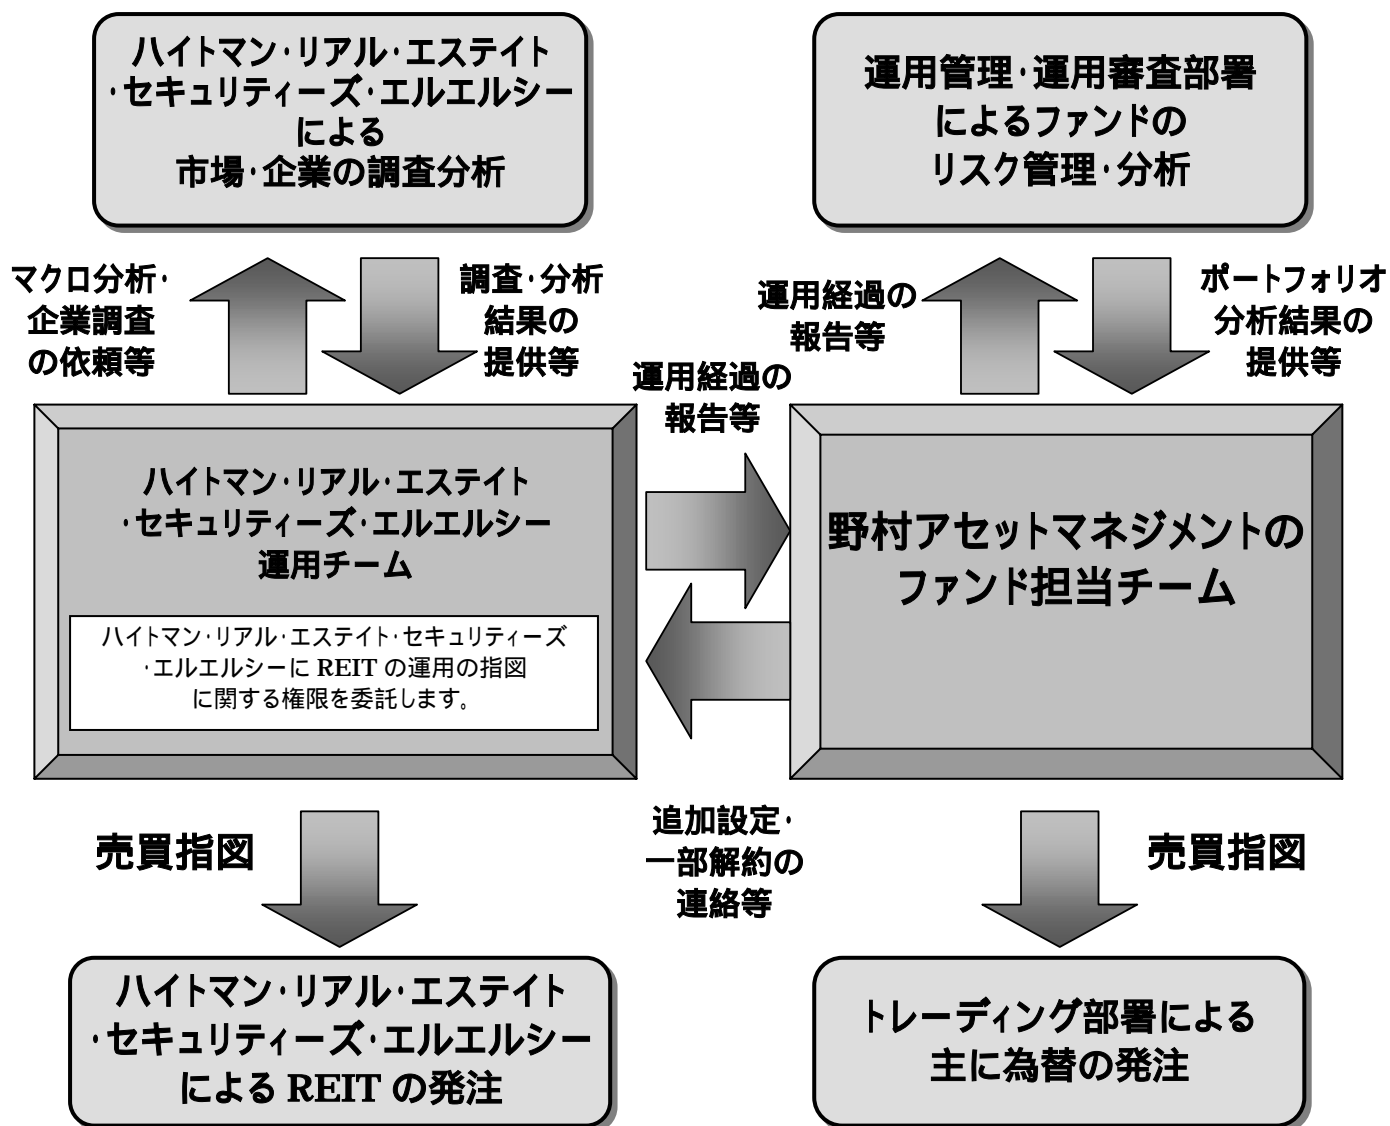 ハイトマン・リアル・エステイト
・セキュリティーズ・エルエルシー
による
市場・企業の調査分析
運用管理・運用審査部署
によるファンドの
リスク管理・分析
マクロ分析・
企業調査
の依頼等
調査・分析
結果の
提供等
運用経過の
報告等
ポートフォリオ
分析結果の
提供等
運用経過の
報告等
ハイトマン・リアル・エステイト
・セキュリティーズ・エルエルシー
運用チーム
ハイトマン・リアル・エステイト・セキュリティーズ
・エルエルシーに REIT の運用の指図
に関する権限を委託します。
野村アセットマネジメントの
ファンド担当チーム
売買指図
追加設定・
一部解約の
連絡等
売買指図
ハイトマン・リアル・エステイト
・セキュリティーズ・エルエルシー
による REIT の発注
トレーディング部署による
主に為替の発注